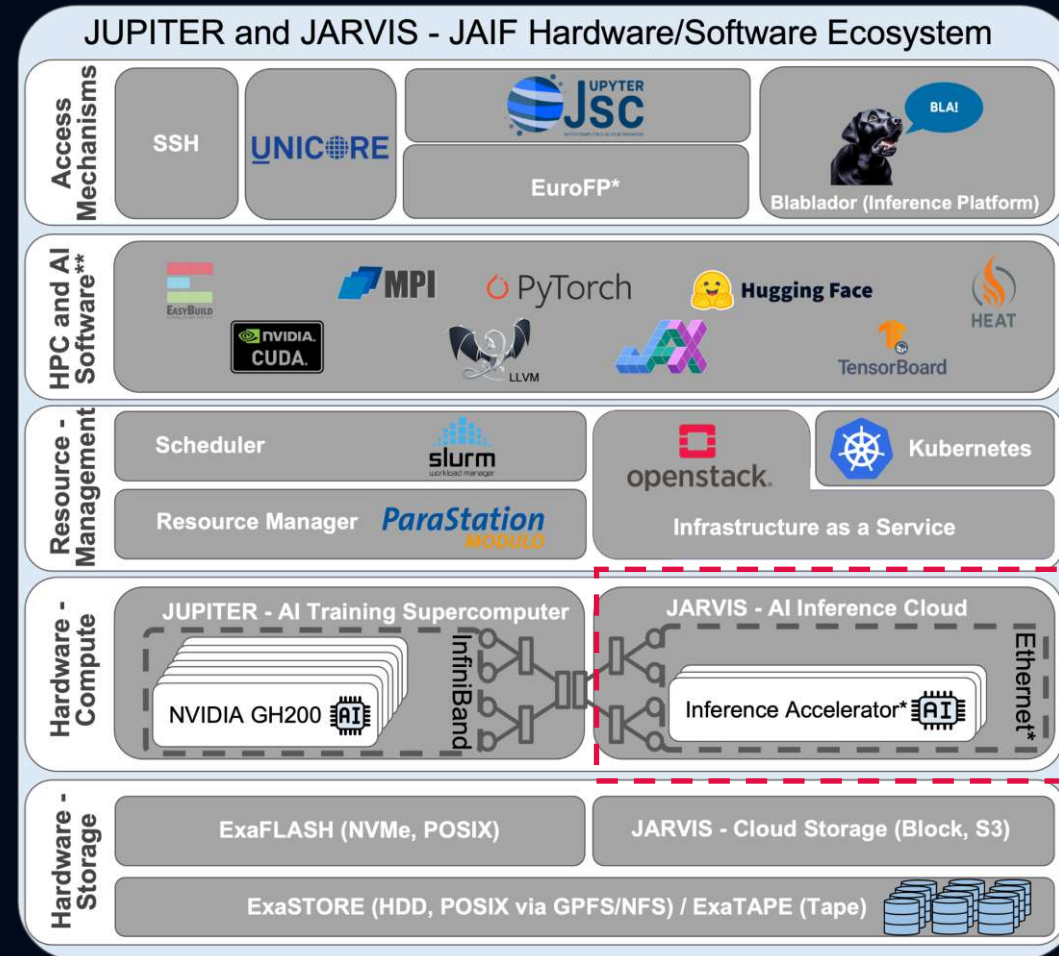 JUPITER and JARVIS - JAIF Hardware/Software Ecosystem
Access
Mechanisms
SSH
UNICORE
JUPYTER
JSC
EuroFP*
BLA!
Blablador (Inference Platform)
HPC and AI
Software**
EASYBUILD
MPI
PyTorch
Hugging Face
HEAT
NVIDIA.
CUDA.
LLVM
JAX
TensorBoard
Resource -
Management
Scheduler
slurm
workload manager
openstack.
Kubernetes
Resource Manager
ParaStation
MODULO
Infrastructure as a Service
Hardware -
Compute
JUPITER - AI Training Supercomputer
NVIDIA GH200
AI
InfiniBand
JARVIS - AI Inference Cloud
Inference Accelerator*
AI
Ethernet*
Hardware -
Storage
ExaFLASH (NVMe, POSIX)
JARVIS - Cloud Storage (Block, S3)
ExaSTORE (HDD, POSIX via GPFS/NFS) / ExaTAPE (Tape)